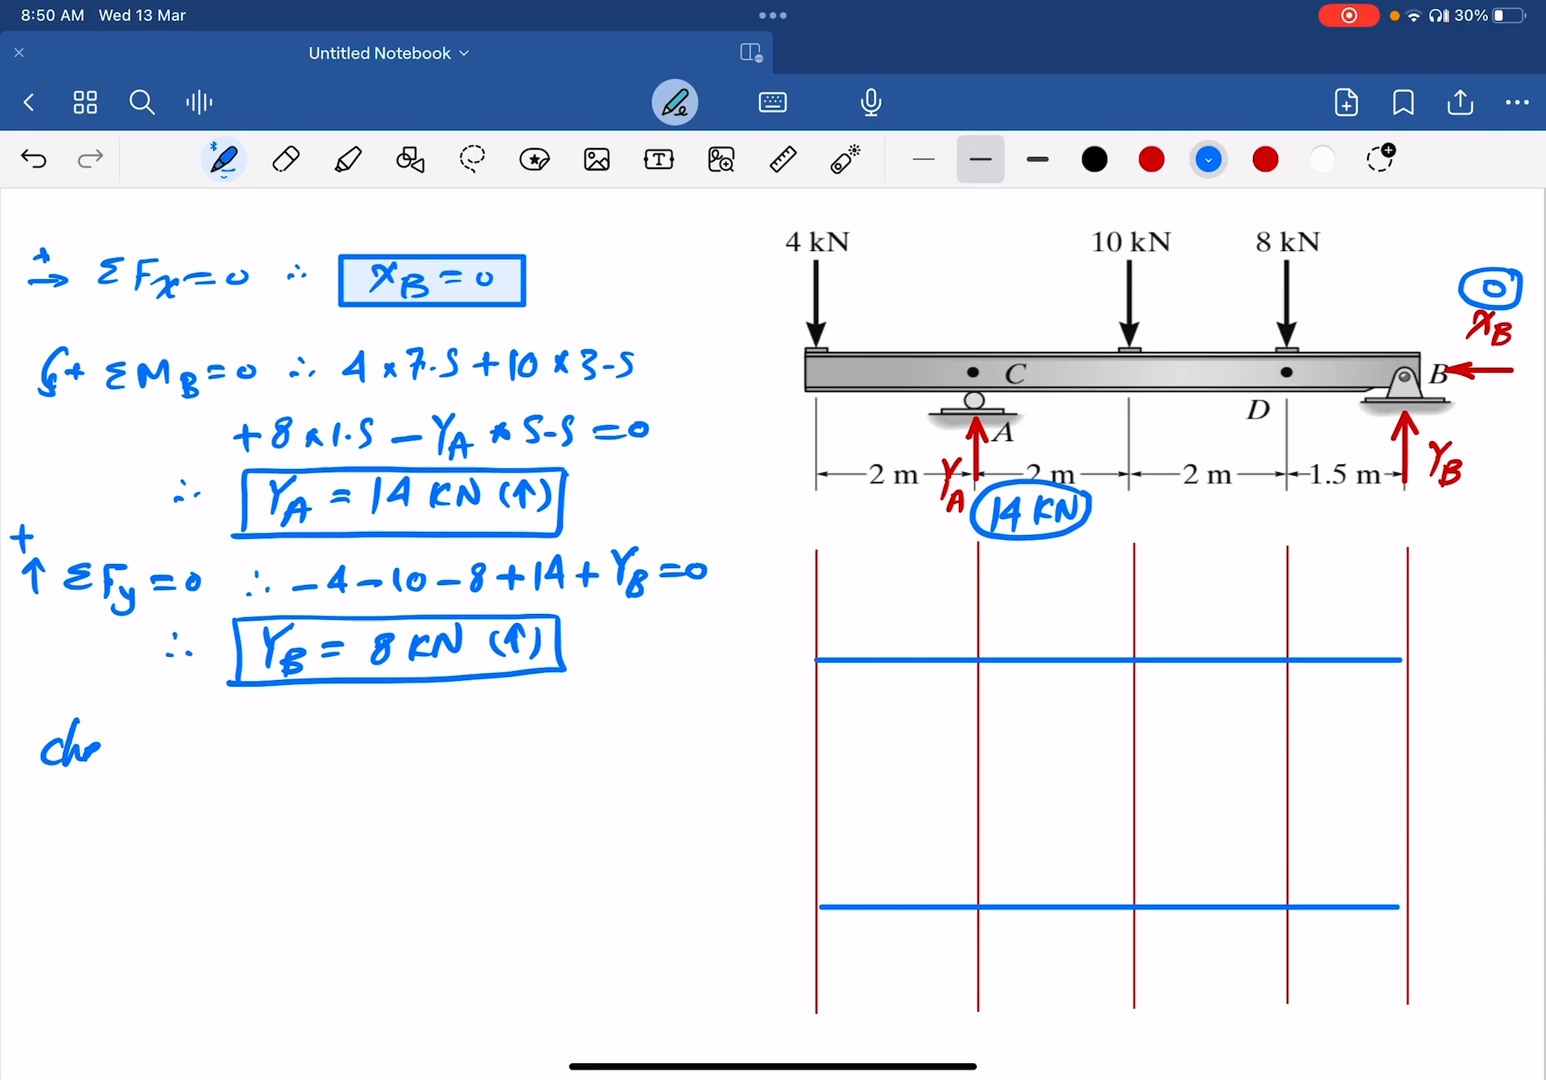 8:50 AM Wed 13 Mar
30%
Untitled Notebook
T
+→ ΣFx=0 ∴ XB=0
+ ΣMB=0 ∴ 4×7.5+10×3.5
+8×1.5−YA×5.5=0
∴ YA=14 KN (↑)
+↑ ΣFy=0 ∴ −4−10−8+14+YB=0
∴ YB=8 KN (↑)
4 kN 10 kN 8 kN
0
XB
C B
D
A
2 m 2 m 2 m 1.5 m
YA YB
14 KN